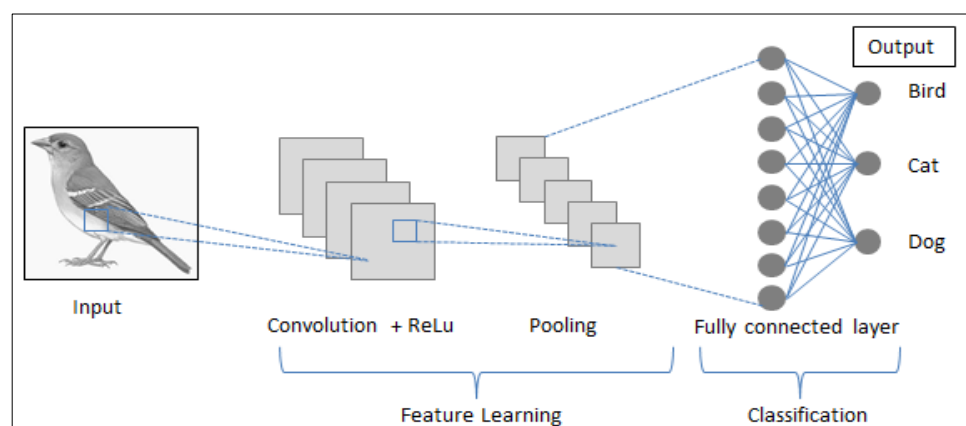 Output
Bird
Cat
Dog
Input
Convolution + ReLu
Pooling
Fully connected layer
Feature Learning
Classification